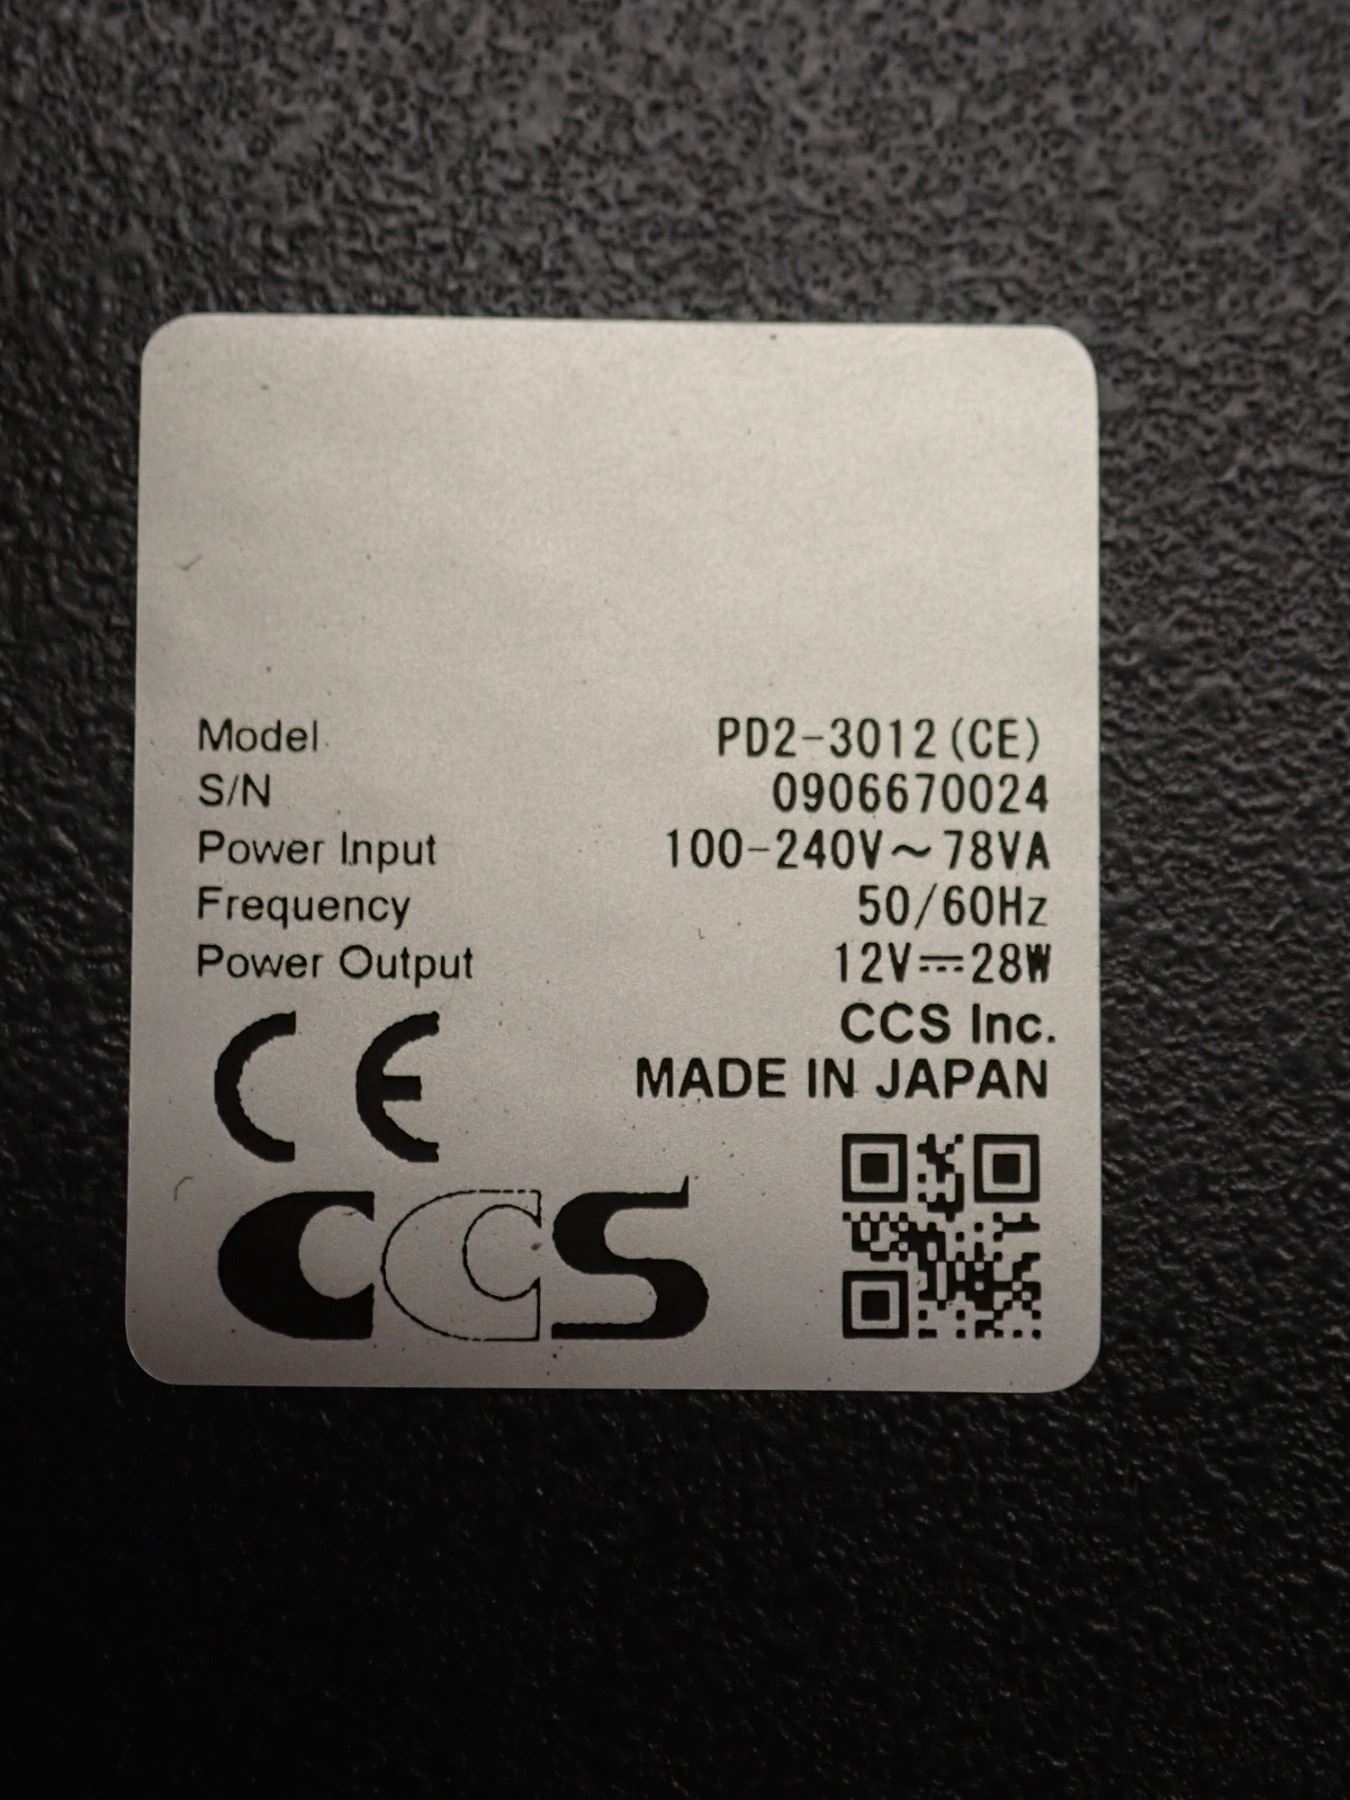 Model PD2-3012(CE)
S/N 0906670024
Power Input 100-240V～78VA
Frequency 50/60Hz
Power Output 12V⎓28W
CCS Inc.
MADE IN JAPAN
CE
CCS